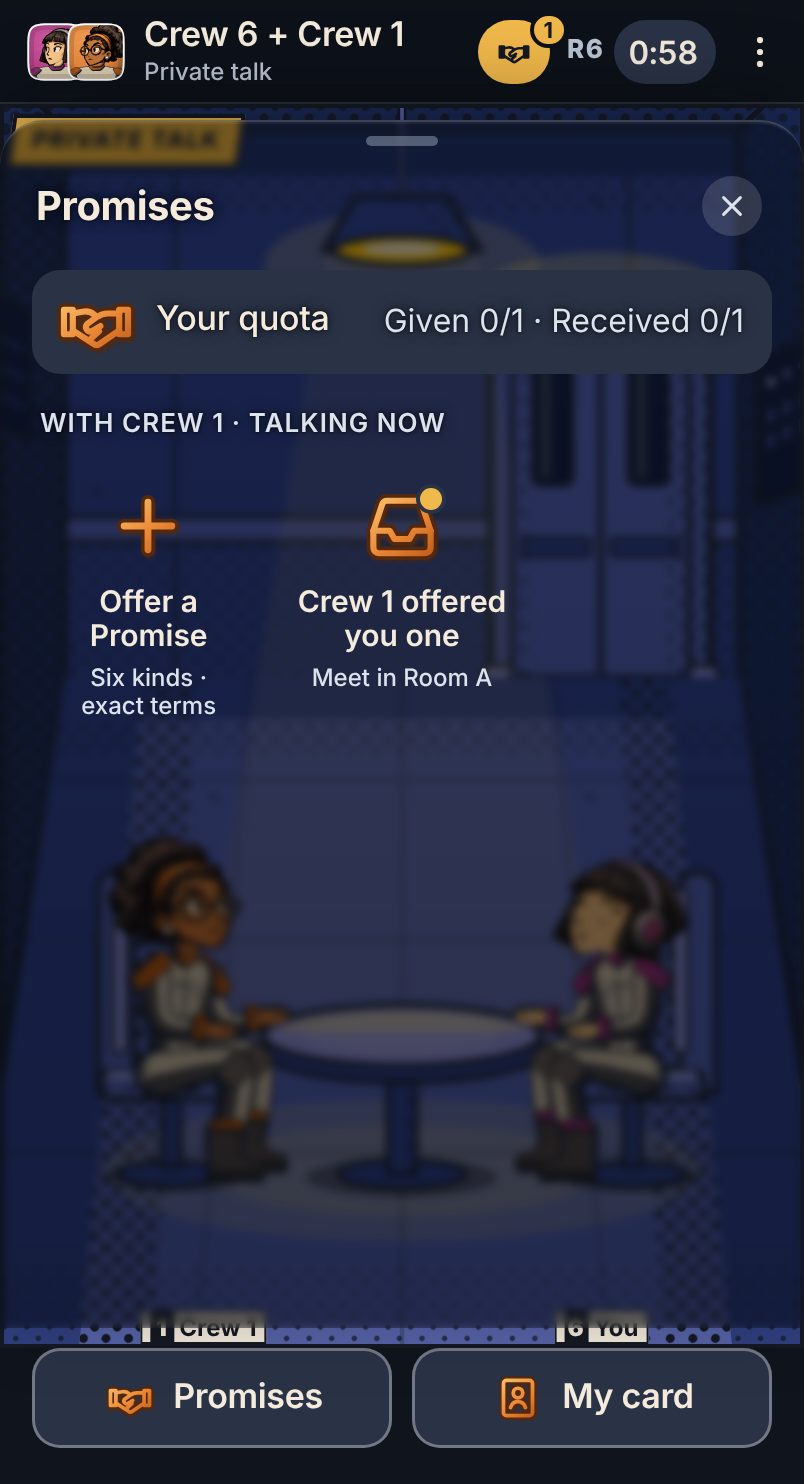 Crew 6 + Crew 1
Private talk
1
R6
0:58
PRIVATE TALK
Promises
Your quota
Given 0/1 · Received 0/1
WITH CREW 1 · TALKING NOW
Offer a
Promise
Six kinds ·
exact terms
Crew 1 offered
you one
Meet in Room A
1 Crew 1
6 You
Promises
My card